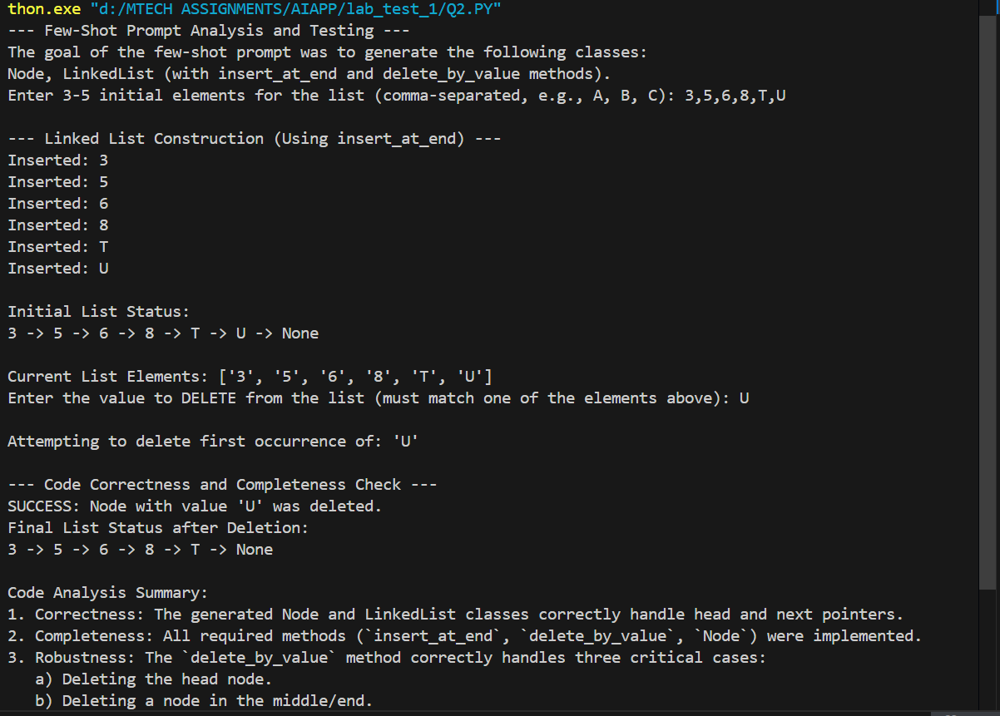 thon.exe "d:/MTECH ASSIGNMENTS/AIAPP/lab_test_1/Q2.PY"
--- Few-Shot Prompt Analysis and Testing ---
The goal of the few-shot prompt was to generate the following classes:
Node, LinkedList (with insert_at_end and delete_by_value methods).
Enter 3-5 initial elements for the list (comma-separated, e.g., A, B, C): 3,5,6,8,T,U

--- Linked List Construction (Using insert_at_end) ---
Inserted: 3
Inserted: 5
Inserted: 6
Inserted: 8
Inserted: T
Inserted: U

Initial List Status:
3 -> 5 -> 6 -> 8 -> T -> U -> None

Current List Elements: ['3', '5', '6', '8', 'T', 'U']
Enter the value to DELETE from the list (must match one of the elements above): U

Attempting to delete first occurrence of: 'U'

--- Code Correctness and Completeness Check ---
SUCCESS: Node with value 'U' was deleted.
Final List Status after Deletion:
3 -> 5 -> 6 -> 8 -> T -> None

Code Analysis Summary:
1. Correctness: The generated Node and LinkedList classes correctly handle head and next pointers.
2. Completeness: All required methods (`insert_at_end`, `delete_by_value`, `Node`) were implemented.
3. Robustness: The `delete_by_value` method correctly handles three critical cases:
   a) Deleting the head node.
   b) Deleting a node in the middle/end.